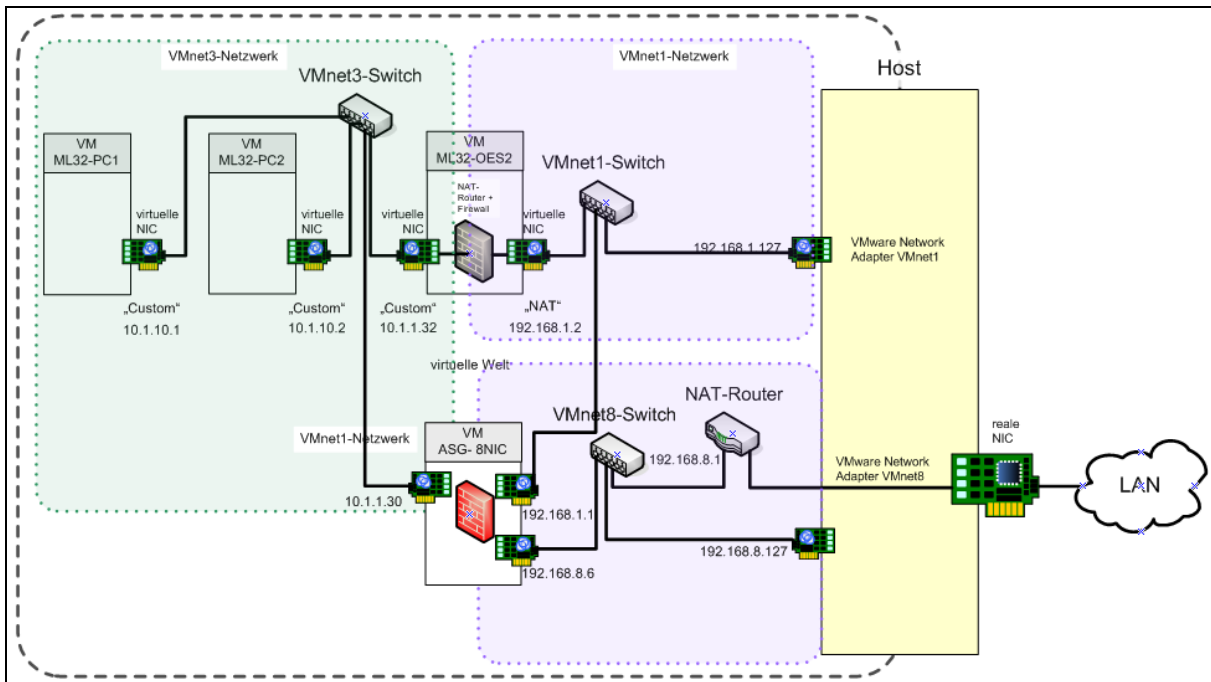 VMnet3-Netzwerk
VMnet1-Netzwerk
Host
VMnet3-Switch
VM
ML32-PC1
VM
ML32-PC2
VM
ML32-OES2
VMnet1-Switch
NAT-
Router +
Firewall
virtuelle
NIC
virtuelle
NIC
virtuelle
NIC
virtuelle
NIC
192.168.1.127
VMware Network
Adapter VMnet1
„Custom“
10.1.10.1
„Custom“
10.1.10.2
„Custom“
10.1.1.32
„NAT“
192.168.1.2
virtuelle Welt
NAT-Router
VMnet8-Switch
VMnet1-Netzwerk
VM
ASG- 8NIC
reale
NIC
192.168.8.1
VMware Network
Adapter VMnet8
LAN
10.1.1.30
192.168.1.1
192.168.8.127
192.168.8.6